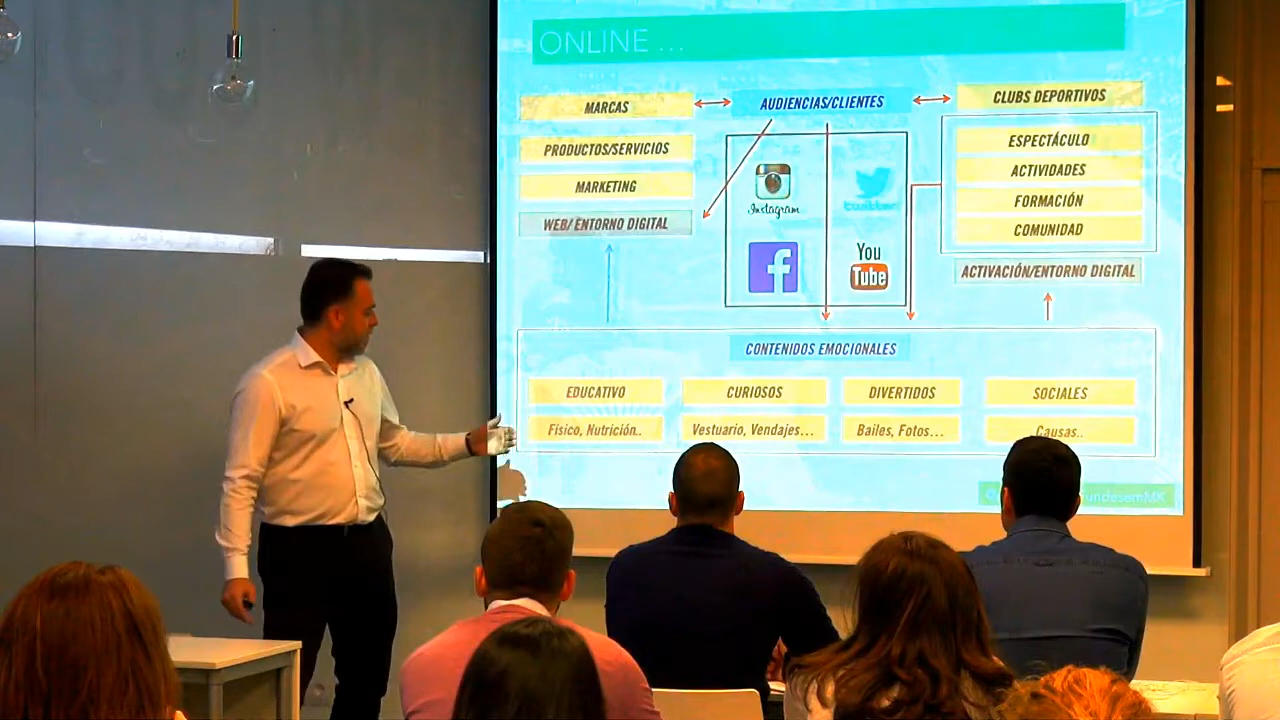 ONLINE ...
MARCAS
AUDIENCIAS/CLIENTES
CLUBS DEPORTIVOS
PRODUCTOS/SERVICIOS
MARKETING
WEB/ ENTORNO DIGITAL
Instagram
twitter
f
You
Tube
ESPECTÁCULO
ACTIVIDADES
FORMACIÓN
COMUNIDAD
ACTIVACIÓN/ENTORNO DIGITAL
CONTENIDOS EMOCIONALES
EDUCATIVO
CURIOSOS
DIVERTIDOS
SOCIALES
Físico, Nutrición..
Vestuario, Vendajes...
Bailes, Fotos...
Causas..